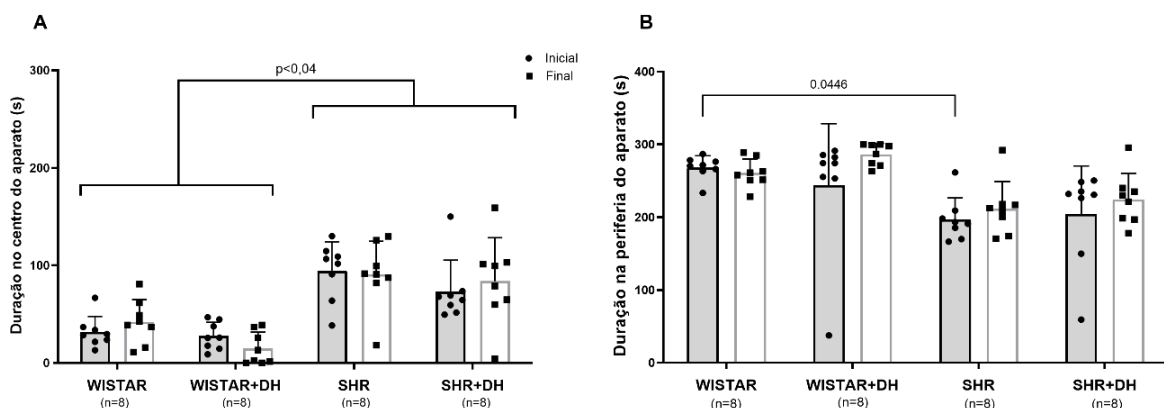 A
Duração no centro do aparato (s)
300
200
100
0
p<0,04
Inicial
Final
WISTAR
(n=8)
WISTAR+DH
(n=8)
SHR
(n=8)
SHR+DH
(n=8)
B
Duração na periferia do aparato (s)
400
300
200
100
0
0.0446
WISTAR
(n=8)
WISTAR+DH
(n=8)
SHR
(n=8)
SHR+DH
(n=8)